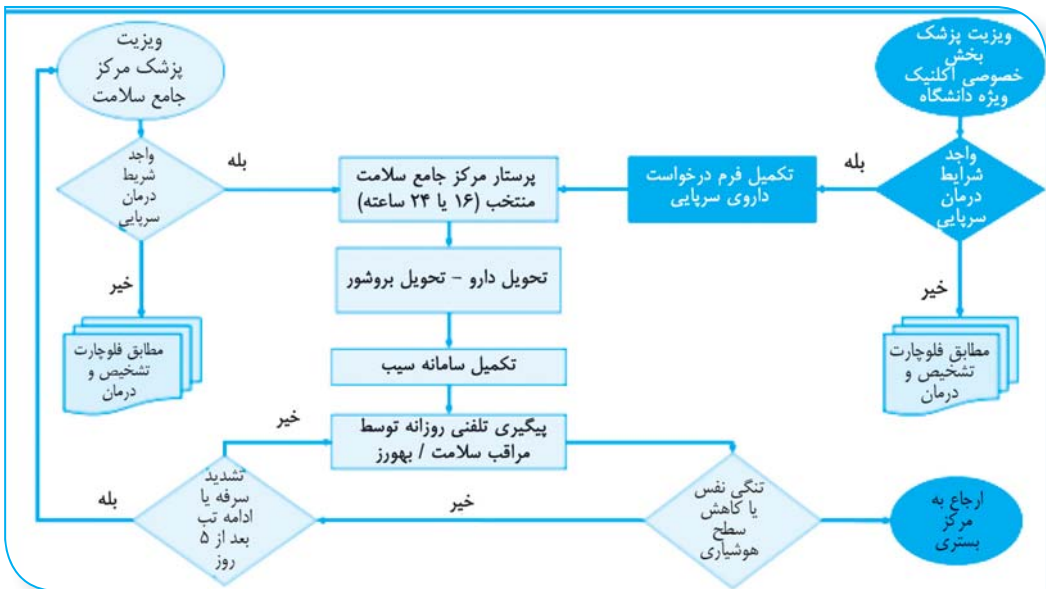 ویزیت پزشک
بخش
خصوصی /کلنیک
ویژه دانشگاه
ویزیت
پزشک مرکز
جامع سلامت
واجد
شرایط
درمان
سرپایی
بله
تکمیل فرم درخواست
داروی سرپایی
پرستار مرکز جامع سلامت
منتخب (۱۶ یا ۲۴ ساعته)
بله
واجد
شریط
درمان
سرپایی
خیر
تحویل دارو – تحویل بروشور
خیر
مطابق فلوچارت
تشخیص و
درمان
تکمیل سامانه سیب
مطابق فلوچارت
تشخیص و
درمان
پیگیری تلفنی روزانه توسط
مراقب سلامت / بهورز
خیر
تنگی نفس
یا کاهش
سطح
هوشیاری
ارجاع به
مرکز
بستری
خیر
تشدید
سرفه یا
ادامه تب
بعد از ۵
روز
بله